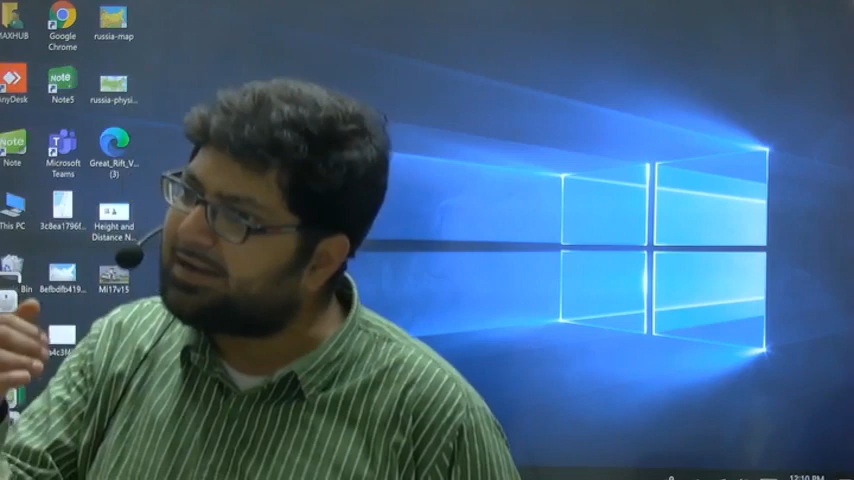 MAXHUB
Google
Chrome
russia-map
AnyDesk
Note5
russia-physi...
Note
Microsoft
Teams
Great_Rift_V...
(3)
This PC
3c8ea1796f...
Height and
Distance N...
Bin
8efbdfb419...
Mi17v15
12:10 PM